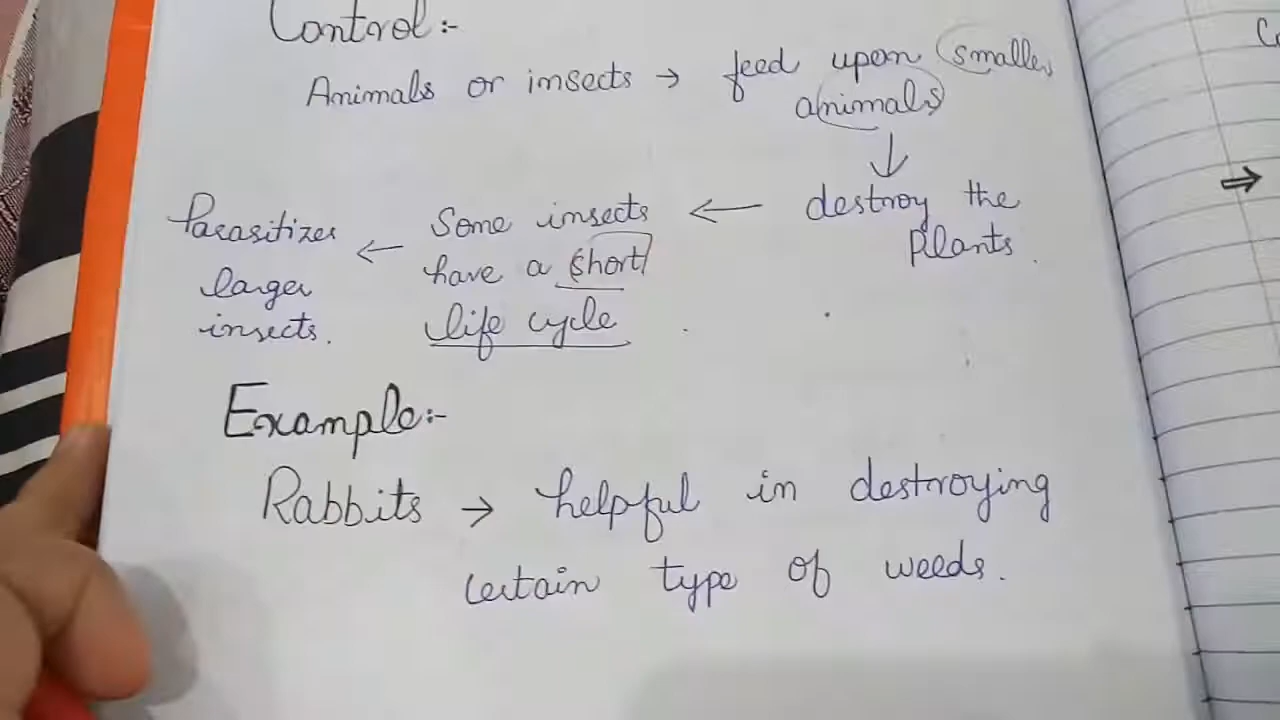 Control:-
Animals or insects → feed upon smaller
animals
↓
destroy the
plants.
← Some insects
have a short
life cycle
← Parasitizes
larger
insects.
Example:-
Rabbits → helpful in destroying
certain type of weeds.
⇒